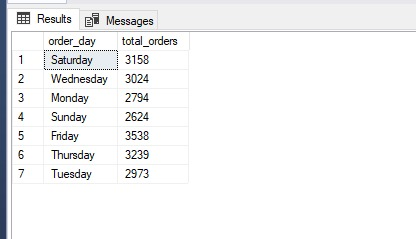 Results Messages
order_day total_orders
1 Saturday 3158
2 Wednesday 3024
3 Monday 2794
4 Sunday 2624
5 Friday 3538
6 Thursday 3239
7 Tuesday 2973